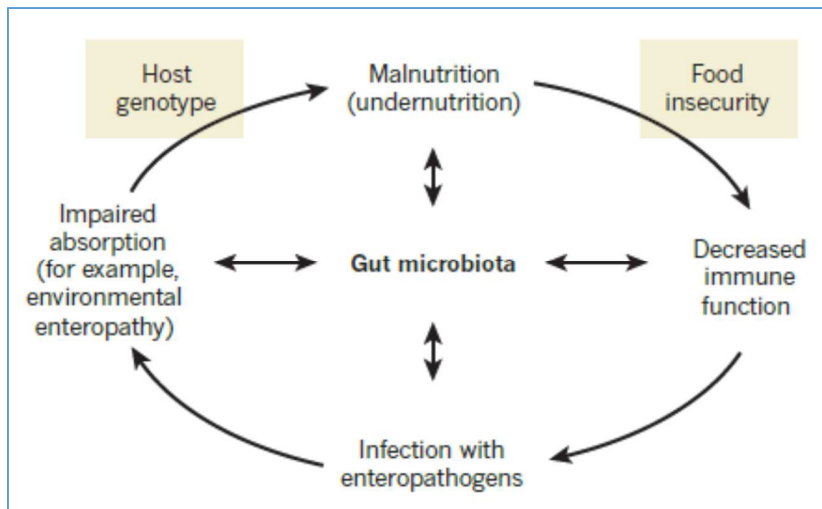 Host
genotype
Malnutrition
(undernutrition)
Food
insecurity
Impaired
absorption
(for example,
environmental
enteropathy)
Gut microbiota
Decreased
immune
function
Infection with
enteropathogens